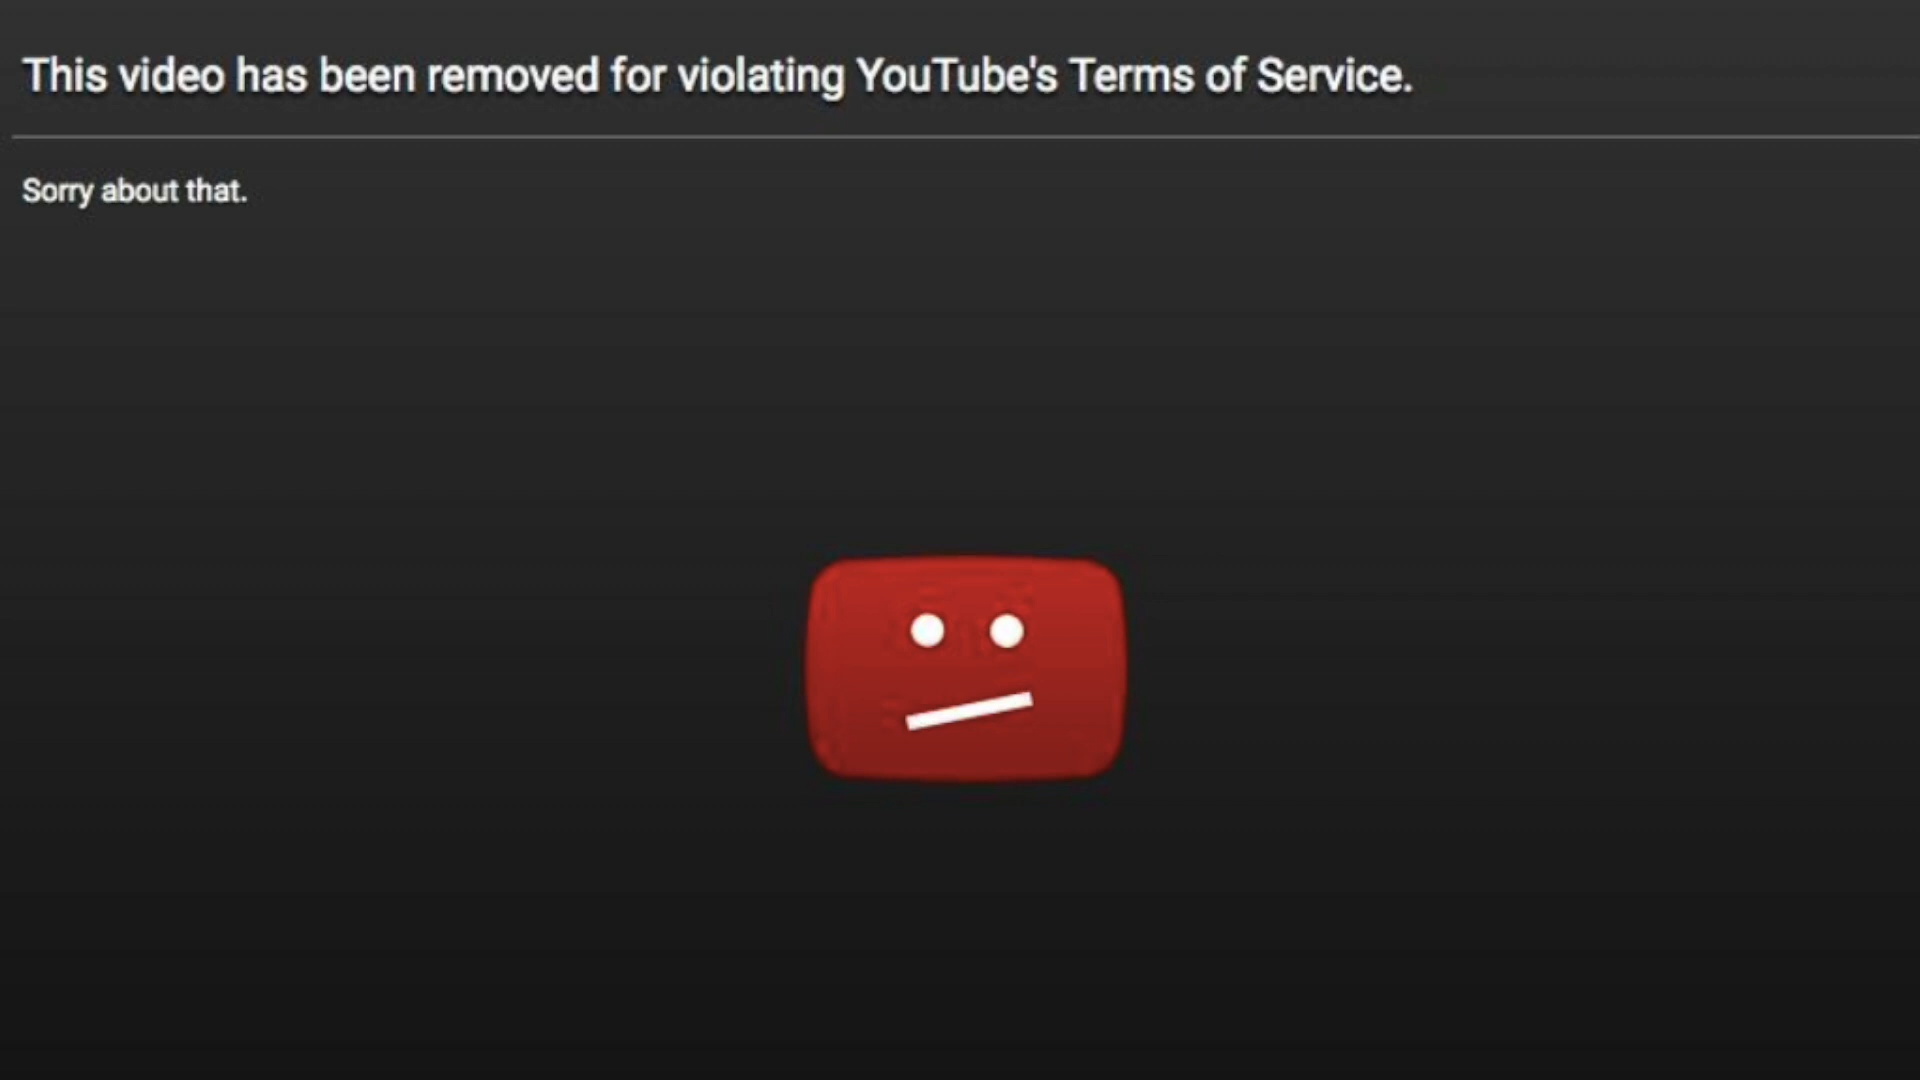 This video has been removed for violating YouTube's Terms of Service.
Sorry about that.